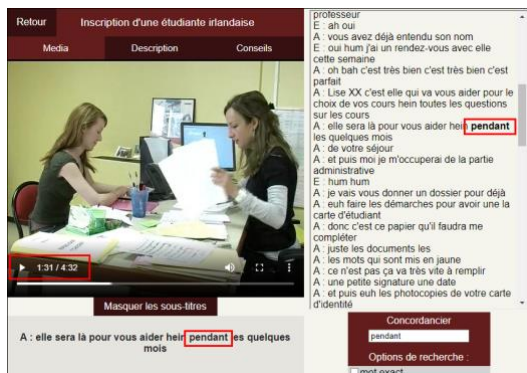 Retour
Inscription d'une étudiante irlandaise
Media
Description
Conseils
1:31 / 4:32
Masquer les sous-titres
A : elle sera là pour vous aider hein pendant les quelques
mois
professeur
E : ah oui
A : vous avez déjà entendu son nom
E : oui hum j'ai un rendez-vous avec elle
cette semaine
A : oh bah c'est très bien c'est très bien c'est
parfait
A : Lise XX c'est elle qui va vous aider pour le
choix de vos cours hein toutes les questions
sur les cours
A : elle sera là pour vous aider hein pendant
les quelques mois
A : de votre séjour
A : et puis moi je m'occuperai de la partie
administrative
E : hum hum
A : je vais vous donner un dossier pour déjà
A : euh faire les démarches pour avoir une la
carte d'étudiant
A : donc c'est ce papier qu'il faudra me
compléter
A : juste les documents les
A : les mots qui sont mis en jaune
A : ce n'est pas ça va très vite à remplir
A : une petite signature une date
A : et puis euh les photocopies de votre carte
d'identité
Concordancier
pendant
Options de recherche :
mot exact